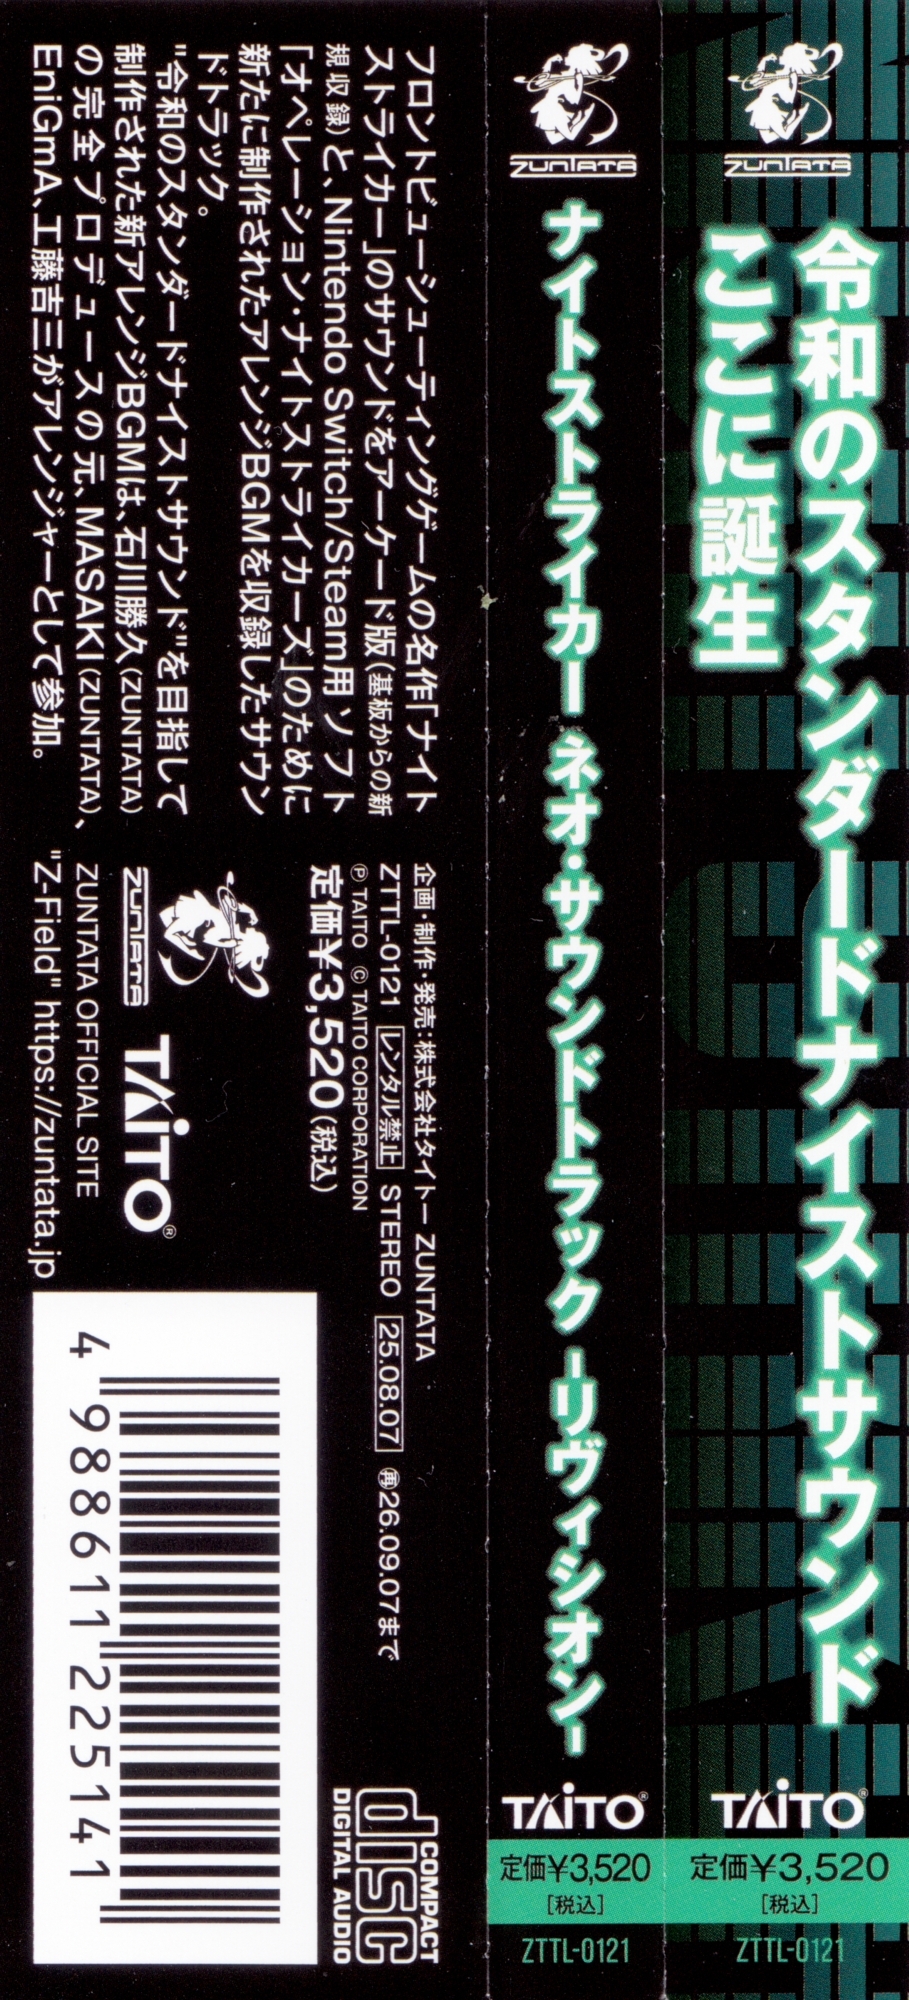 ZUNTATA
令和のスタンダードナイストサウンド
ここに誕生
TAITO®
定価¥3,520
[税込]
ZTTL-0121
ZUNTATA
ナイトストライカー ネオ・サウンドトラック -リヴィジオン-
TAITO®
定価¥3,520
[税込]
ZTTL-0121
フロントビューシューティングゲームの名作「ナイト
ストライカー」のサウンドをアーケード版(基板からの新
規収録)と、Nintendo Switch/Steam用 ソフト
「オペレーション・ナイトストライカーズ」のために
新たに制作されたアレンジBGMを収録したサウン
ドトラック。
"令和のスタンダードナイストサウンド"を目指して
制作された新アレンジBGMは、石川勝久(ZUNTATA)
の完全プロデュースの元、MASAKI(ZUNTATA)、
EniGmA、工藤吉三がアレンジャーとして参加。
企画・制作・発売:株式会社タイトー ZUNTATA
ZTTL-0121 レンタル禁止 STEREO 25.08.07 ㊞26.09.07まで
Ⓟ TAITO © TAITO CORPORATION
定価¥3,520(税込)
ZUNTATA TAITO®
ZUNTATA OFFICIAL SITE
"Z-Field" https://zuntata.jp
4 988611 225141
COMPACT
disc
DIGITAL AUDIO